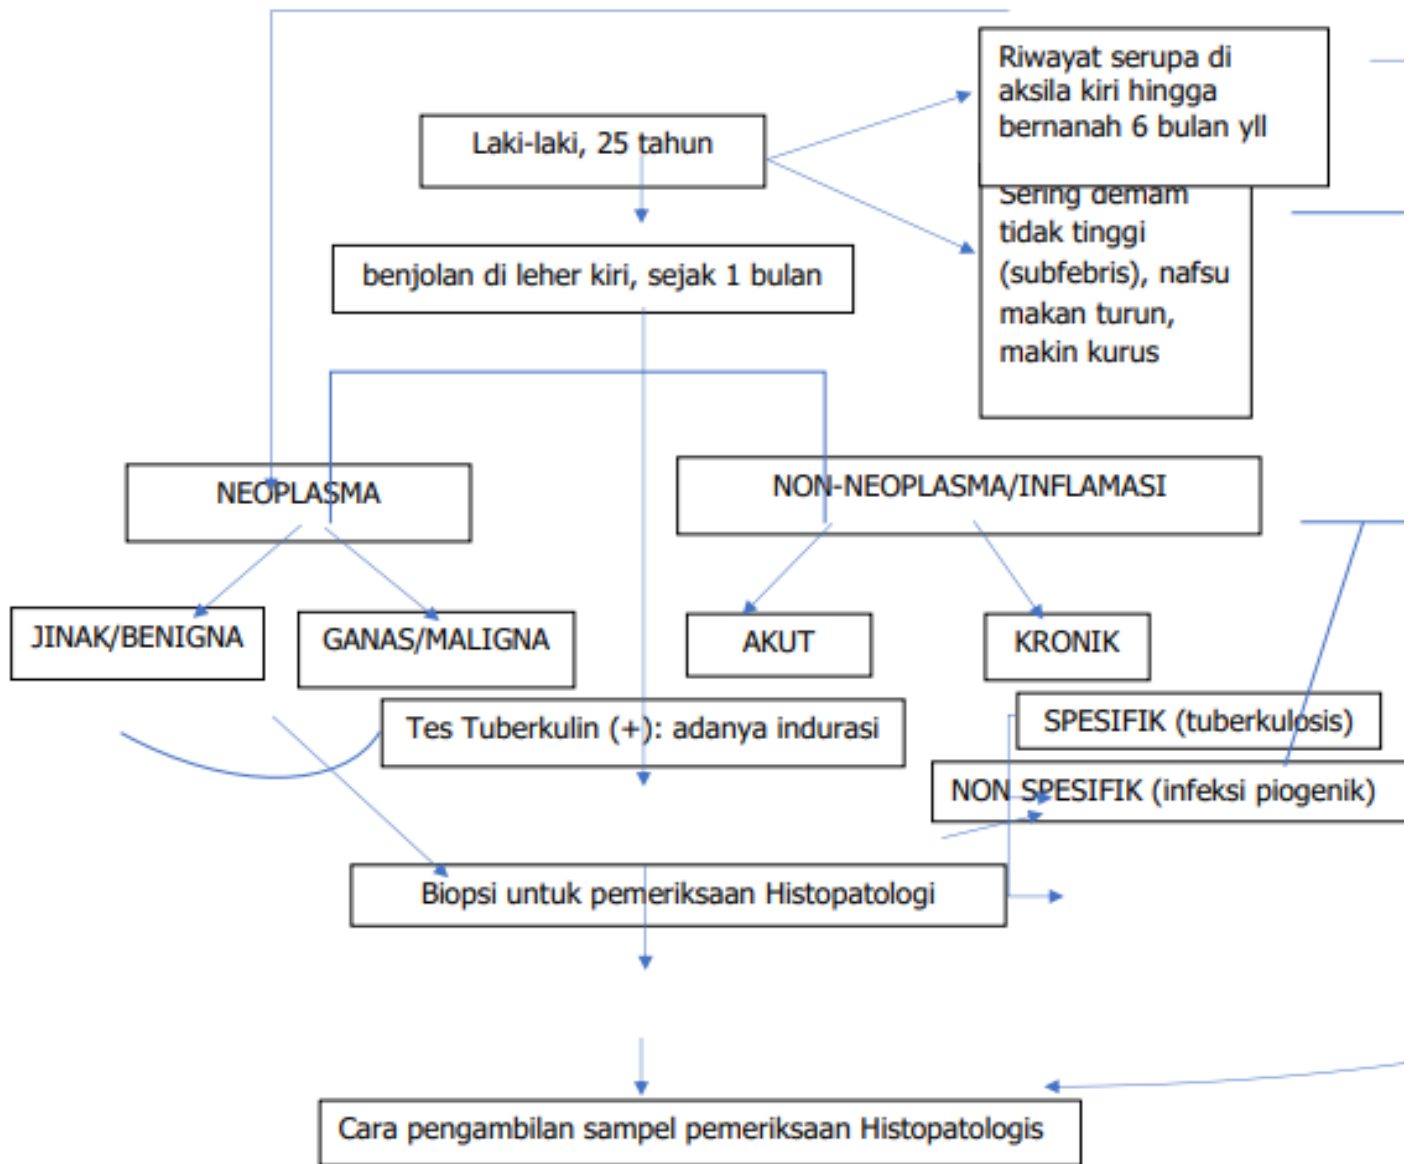 Riwayat serupa di
aksila kiri hingga
bernanah 6 bulan yll
Laki-laki, 25 tahun
Sering demam
tidak tinggi
(subfebris), nafsu
makan turun,
makin kurus
benjolan di leher kiri, sejak 1 bulan
NEOPLASMA
NON-NEOPLASMA/INFLAMASI
JINAK/BENIGNA
GANAS/MALIGNA
AKUT
KRONIK
Tes Tuberkulin (+): adanya indurasi
SPESIFIK (tuberkulosis)
NON SPESIFIK (infeksi piogenik)
Biopsi untuk pemeriksaan Histopatologi
Cara pengambilan sampel pemeriksaan Histopatologis